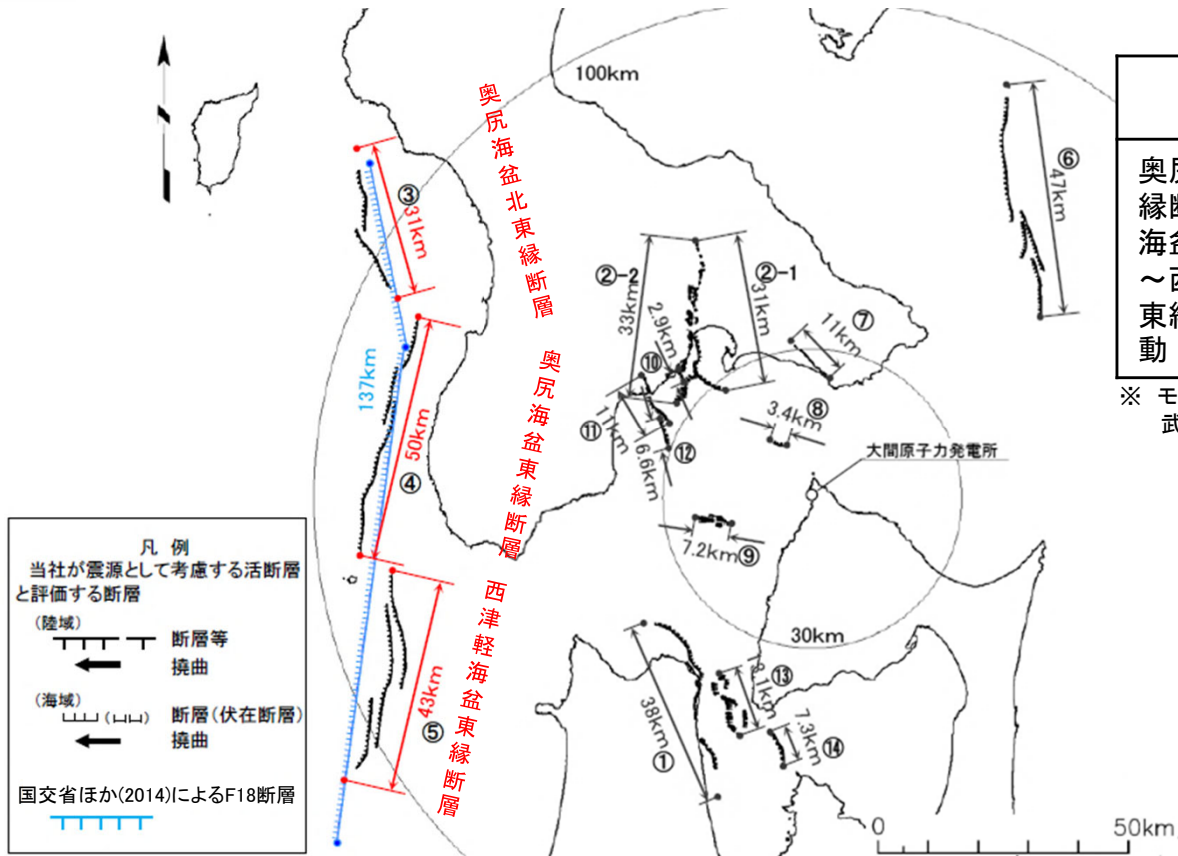 100km
奥尻海盆北東縁断層
③
31km
②-2
②-1
33km
31km
2.9km
⑥
47km
⑦
11km
奥尻海盆東縁断層
137km
50km
④
⑩
⑪
11km
6.6km
⑫
3.4km
⑧
大間原子力発電所
7.2km
⑨
30km
西津軽海盆東縁断層
43km
⑤
38km
①
8.1km
⑬
7.3km
⑭
0
50km
凡 例
当社が震源として考慮する活断層
と評価する断層
(陸域)
断層等
撓曲
(海域)
断層(伏在断層)
撓曲
国交省ほか(2014)によるF18断層
奥尻
縁断
海盆
～西
東縁
動
※ モ
武